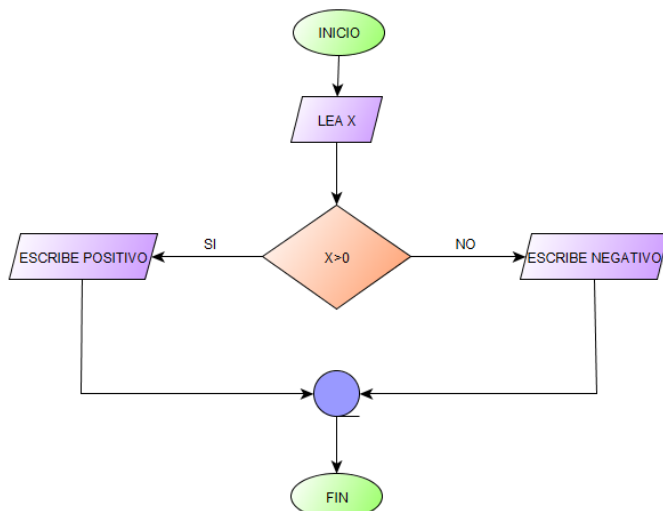 INICIO
LEA X
X>0
SI
NO
ESCRIBE POSITIVO
ESCRIBE NEGATIVO
FIN